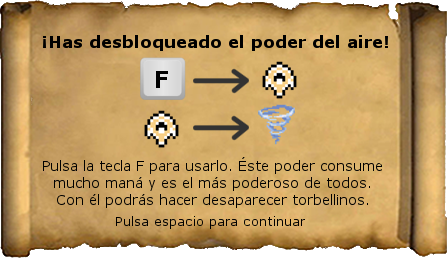 ¡Has desbloqueado el poder del aire!
F
Pulsa la tecla F para usarlo. Éste poder consume
mucho maná y es el más poderoso de todos.
Con él podrás hacer desaparecer torbellinos.
Pulsa espacio para continuar